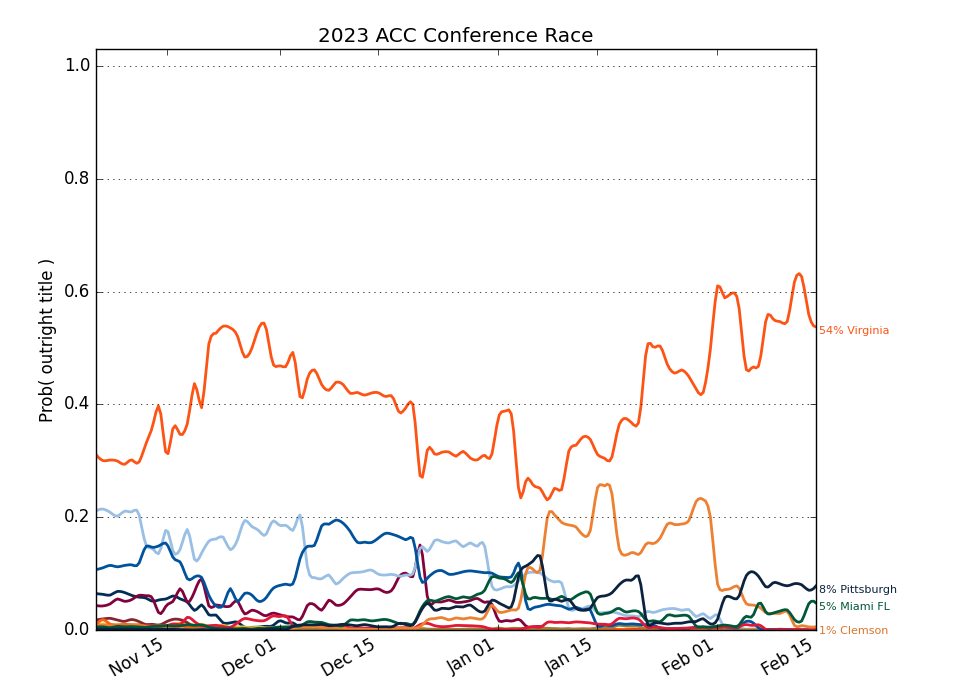 2023 ACC Conference Race
Prob( outright title )
1.0
0.8
0.6
0.4
0.2
0.0
54% Virginia
8% Pittsburgh
5% Miami FL
1% Clemson
Nov 15
Dec 01
Dec 15
Jan 01
Jan 15
Feb 01
Feb 15